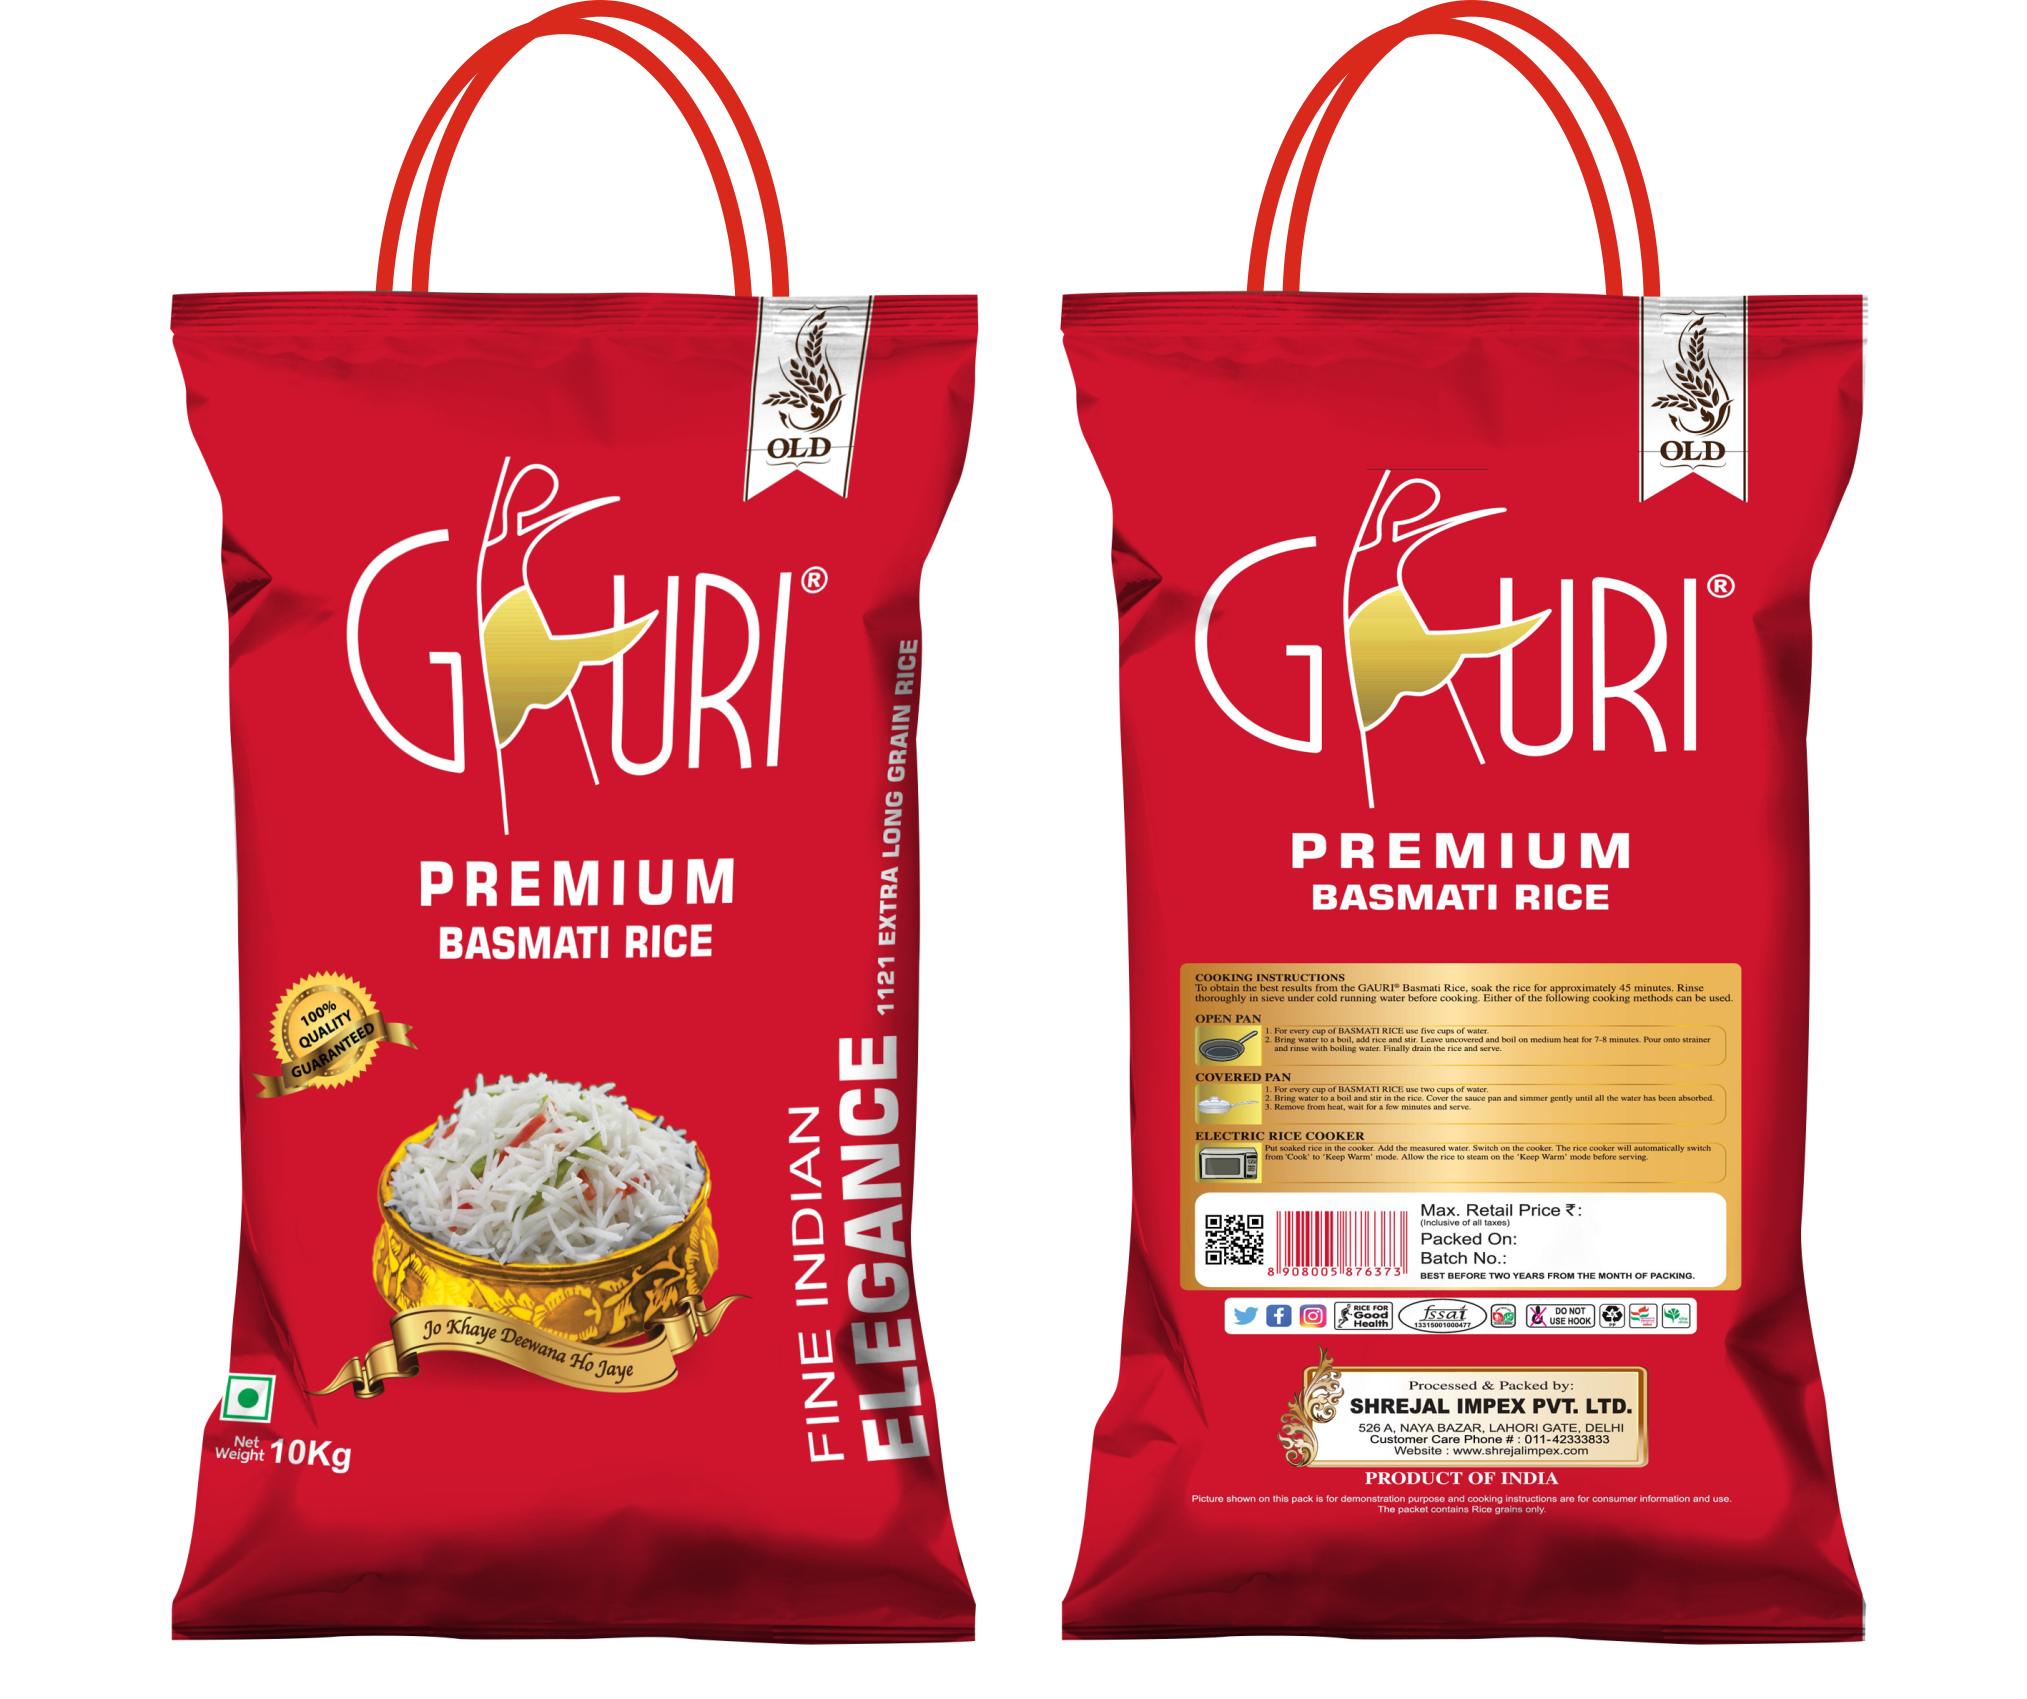 OLD
GAURI®
PREMIUM
BASMATI RICE
1121 EXTRA LONG GRAIN RICE
FINE INDIAN
ELEGANCE
100%
QUALITY
GUARANTEED
Jo Khaye Deewana Ho Jaye
Net
Weight 10Kg
OLD
GAURI®
PREMIUM
BASMATI RICE
COOKING INSTRUCTIONS
To obtain the best results from the GAURI® Basmati Rice, soak the rice for approximately 45 minutes. Rinse
thoroughly in sieve under cold running water before cooking. Either of the following cooking methods can be used.
OPEN PAN
1. For every cup of BASMATI RICE use five cups of water.
2. Bring water to a boil, add rice and stir. Leave uncovered and boil on medium heat for 7-8 minutes. Pour onto strainer
and rinse with boiling water. Finally drain the rice and serve.
COVERED PAN
1. For every cup of BASMATI RICE use two cups of water.
2. Bring water to a boil and stir in the rice. Cover the sauce pan and simmer gently until all the water has been absorbed.
3. Remove from heat, wait for a few minutes and serve.
ELECTRIC RICE COOKER
Put soaked rice in the cooker. Add the measured water. Switch on the cooker. The rice cooker will automatically switch
from 'Cook' to 'Keep Warm' mode. Allow the rice to steam on the 'Keep Warm' mode before serving.
Max. Retail Price ₹:
(Inclusive of all taxes)
Packed On:
Batch No.:
BEST BEFORE TWO YEARS FROM THE MONTH OF PACKING.
8 908005 876373
RICE FOR
Good
Health
fssai
13315001000477
DO NOT
USE HOOK
PP
Processed & Packed by:
SHREJAL IMPEX PVT. LTD.
526 A, NAYA BAZAR, LAHORI GATE, DELHI
Customer Care Phone # : 011-42333833
Website : www.shrejalimpex.com
PRODUCT OF INDIA
Picture shown on this pack is for demonstration purpose and cooking instructions are for consumer information and use.
The packet contains Rice grains only.